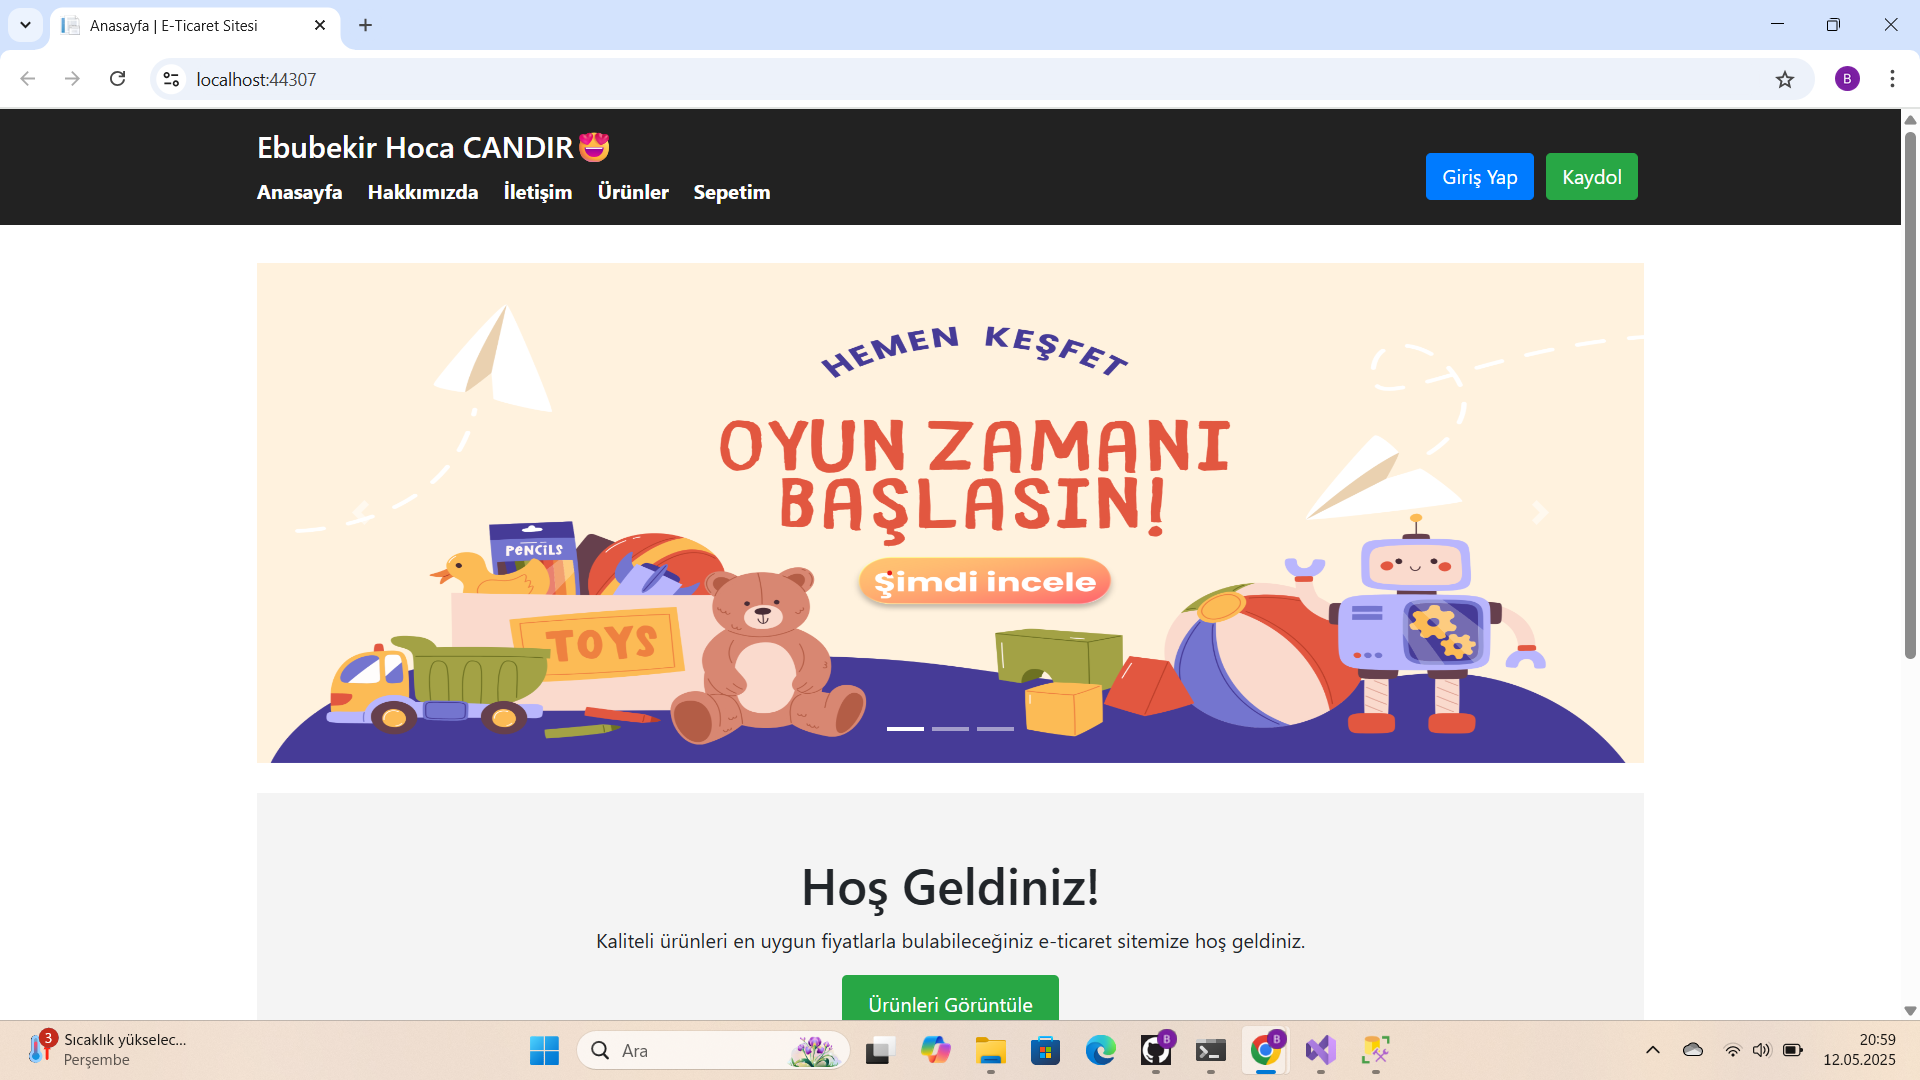 Anasayfa | E-Ticaret Sitesi
localhost:44307
B
Ebubekir Hoca CANDIR😍
Anasayfa Hakkımızda İletişim Ürünler Sepetim
Giriş Yap Kaydol
HEMEN KEŞFET
OYUN ZAMANI
BAŞLASIN!
Şimdi incele
PENCILS
TOYS
Hoş Geldiniz!
Kaliteli ürünleri en uygun fiyatlarla bulabileceğiniz e-ticaret sitemize hoş geldiniz.
Ürünleri Görüntüle
3
Sıcaklık yükselec...
Perşembe
Ara
B
B
20:59
12.05.2025